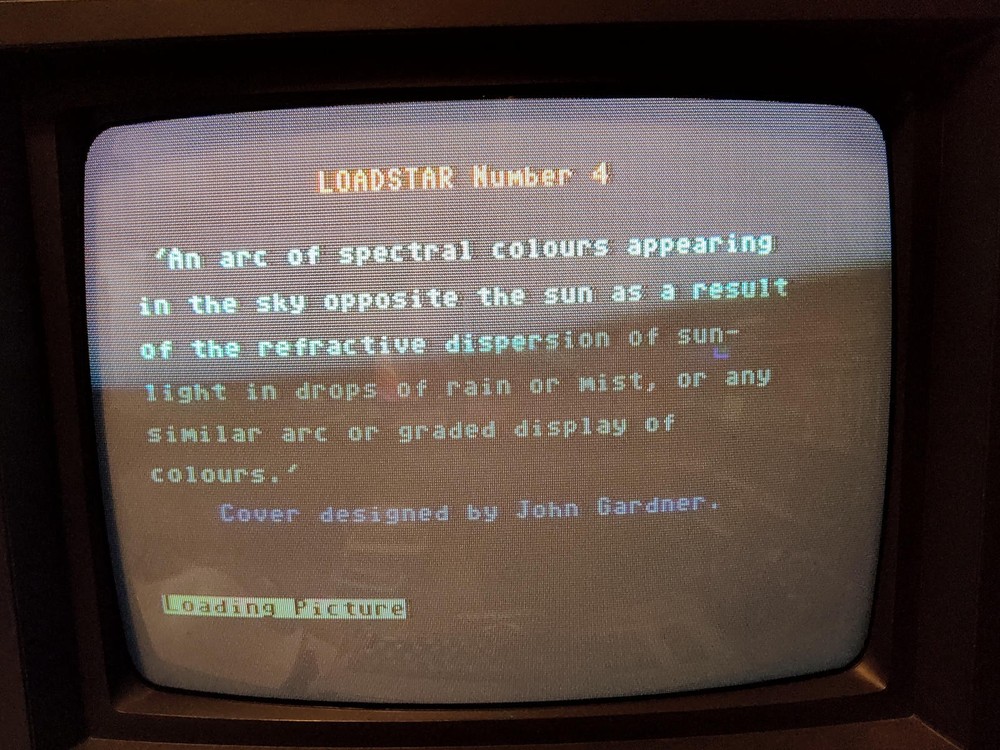 LOADSTAR Number 4
'An arc of spectral colours appearing
in the sky opposite the sun as a result
of the refractive dispersion of sun-
light in drops of rain or mist, or any
similar arc or graded display of
colours.'
Cover designed by John Gardner.
Loading Picture